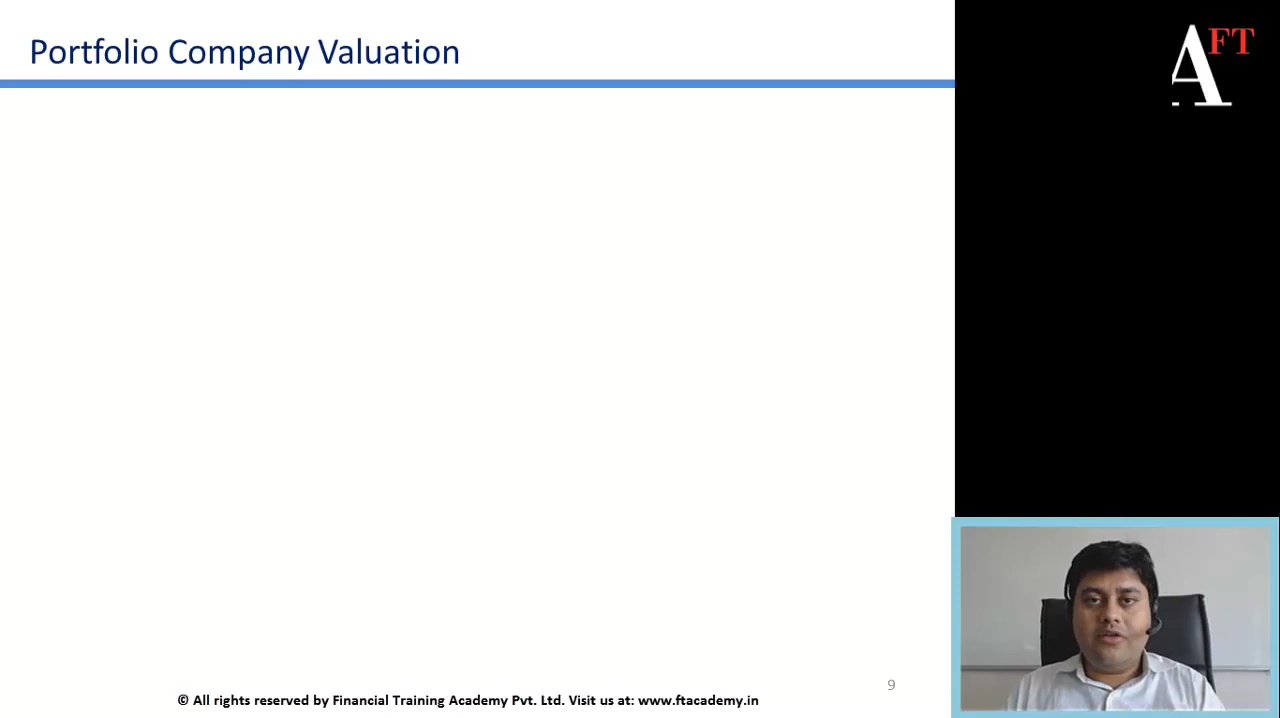 Portfolio Company Valuation
FT
A
9
© All rights reserved by Financial Training Academy Pvt. Ltd. Visit us at: www.ftacademy.in